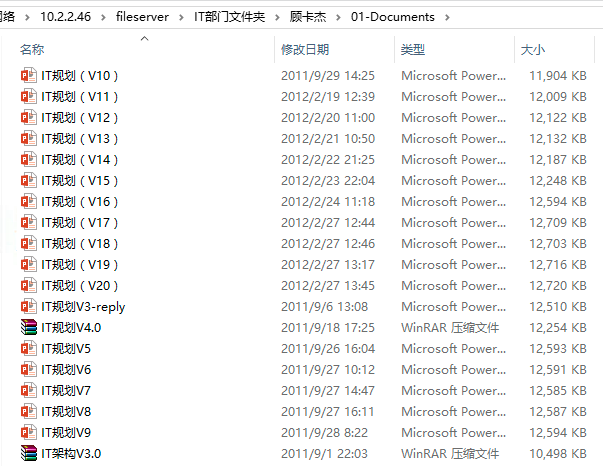 网络 › 10.2.2.46 › fileserver › IT部门文件夹 › 顾卡杰 › 01-Documents ›
名称 修改日期 类型 大小
IT规划（V10） 2011/9/29 14:25 Microsoft Power... 11,904 KB
IT规划（V11） 2012/2/19 12:39 Microsoft Power... 12,009 KB
IT规划（V12） 2012/2/20 11:00 Microsoft Power... 12,122 KB
IT规划（V13） 2012/2/21 10:50 Microsoft Power... 12,132 KB
IT规划（V14） 2012/2/22 21:25 Microsoft Power... 12,187 KB
IT规划（V15） 2012/2/23 22:04 Microsoft Power... 12,248 KB
IT规划（V16） 2012/2/24 11:18 Microsoft Power... 12,594 KB
IT规划（V17） 2012/2/27 12:44 Microsoft Power... 12,709 KB
IT规划（V18） 2012/2/27 12:46 Microsoft Power... 12,703 KB
IT规划（V19） 2012/2/27 13:17 Microsoft Power... 12,716 KB
IT规划（V20） 2012/2/27 13:45 Microsoft Power... 12,720 KB
IT规划V3-reply 2011/9/6 13:08 Microsoft Power... 12,510 KB
IT规划V4.0 2011/9/18 17:25 WinRAR 压缩文件 12,254 KB
IT规划V5 2011/9/26 16:04 Microsoft Power... 12,593 KB
IT规划V6 2011/9/27 10:12 Microsoft Power... 12,591 KB
IT规划V7 2011/9/27 14:47 Microsoft Power... 12,585 KB
IT规划V8 2011/9/27 16:11 Microsoft Power... 12,587 KB
IT规划V9 2011/9/28 8:22 Microsoft Power... 12,594 KB
IT架构V3.0 2011/9/1 22:03 WinRAR 压缩文件 10,498 KB